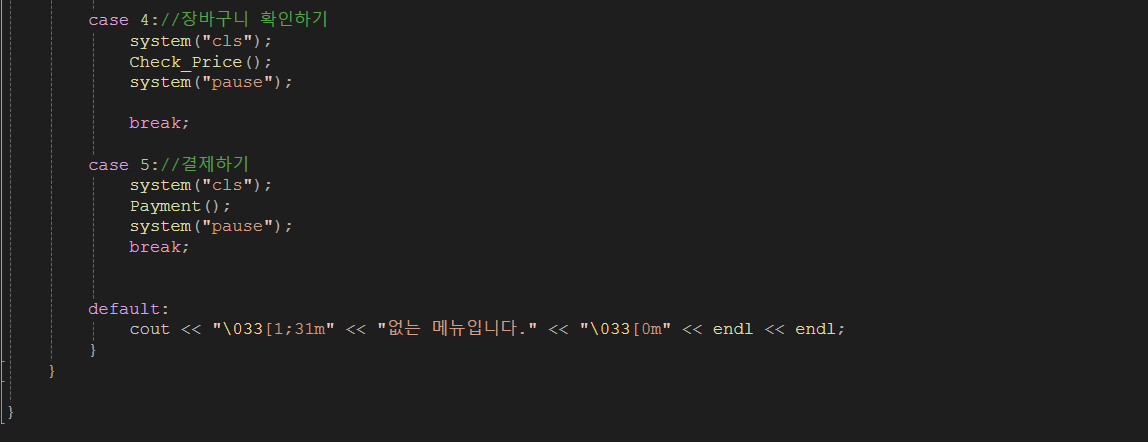 case 4://장바구니 확인하기
system("cls");
Check_Price();
system("pause");
break;
case 5://결제하기
system("cls");
Payment();
system("pause");
break;
default:
cout << "\033[1;31m" << "없는 메뉴입니다." << "\033[0m" << endl << endl;
}
}
}